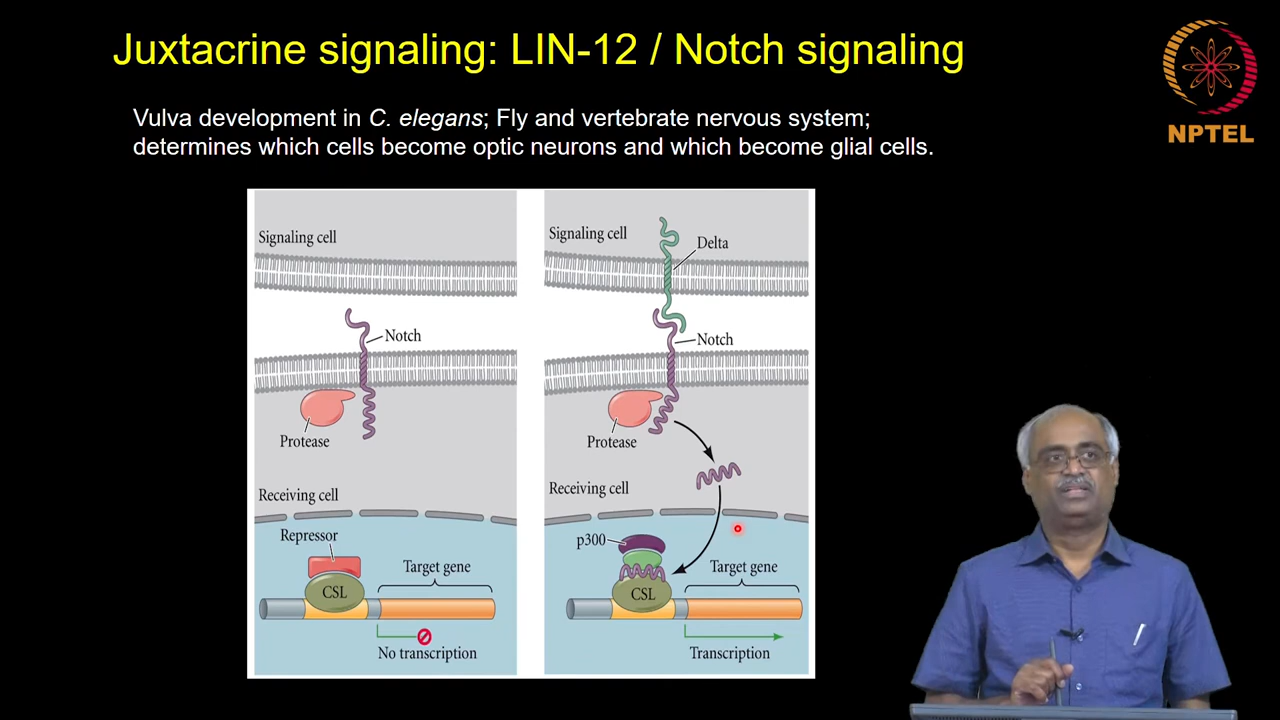 Juxtacrine signaling: LIN-12 / Notch signaling
NPTEL
Vulva development in C. elegans; Fly and vertebrate nervous system;
determines which cells become optic neurons and which become glial cells.
Signaling cell
Notch
Protease
Receiving cell
Repressor
CSL
Target gene
No transcription
Signaling cell
Delta
Notch
Protease
Receiving cell
p300
CSL
Target gene
Transcription